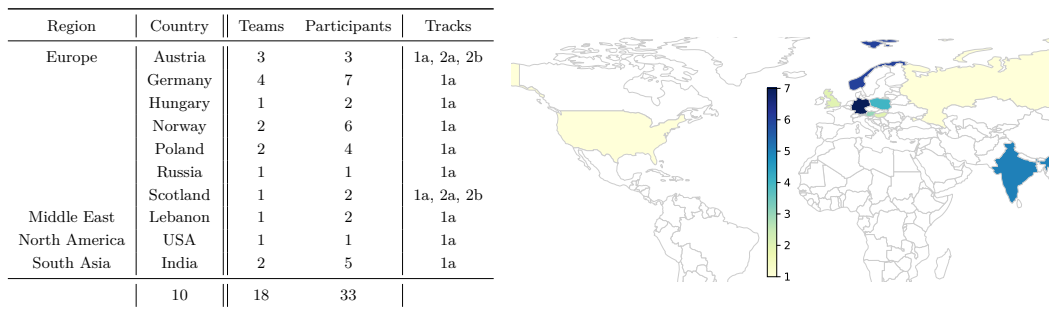 Region Country Teams Participants Tracks
Europe Austria 3 3 1a, 2a, 2b
Germany 4 7 1a
Hungary 1 2 1a
Norway 2 6 1a
Poland 2 4 1a
Russia 1 1 1a
Scotland 1 2 1a, 2a, 2b
Middle East Lebanon 1 2 1a
North America USA 1 1 1a
South Asia India 2 5 1a
10 18 33
7
6
5
4
3
2
1